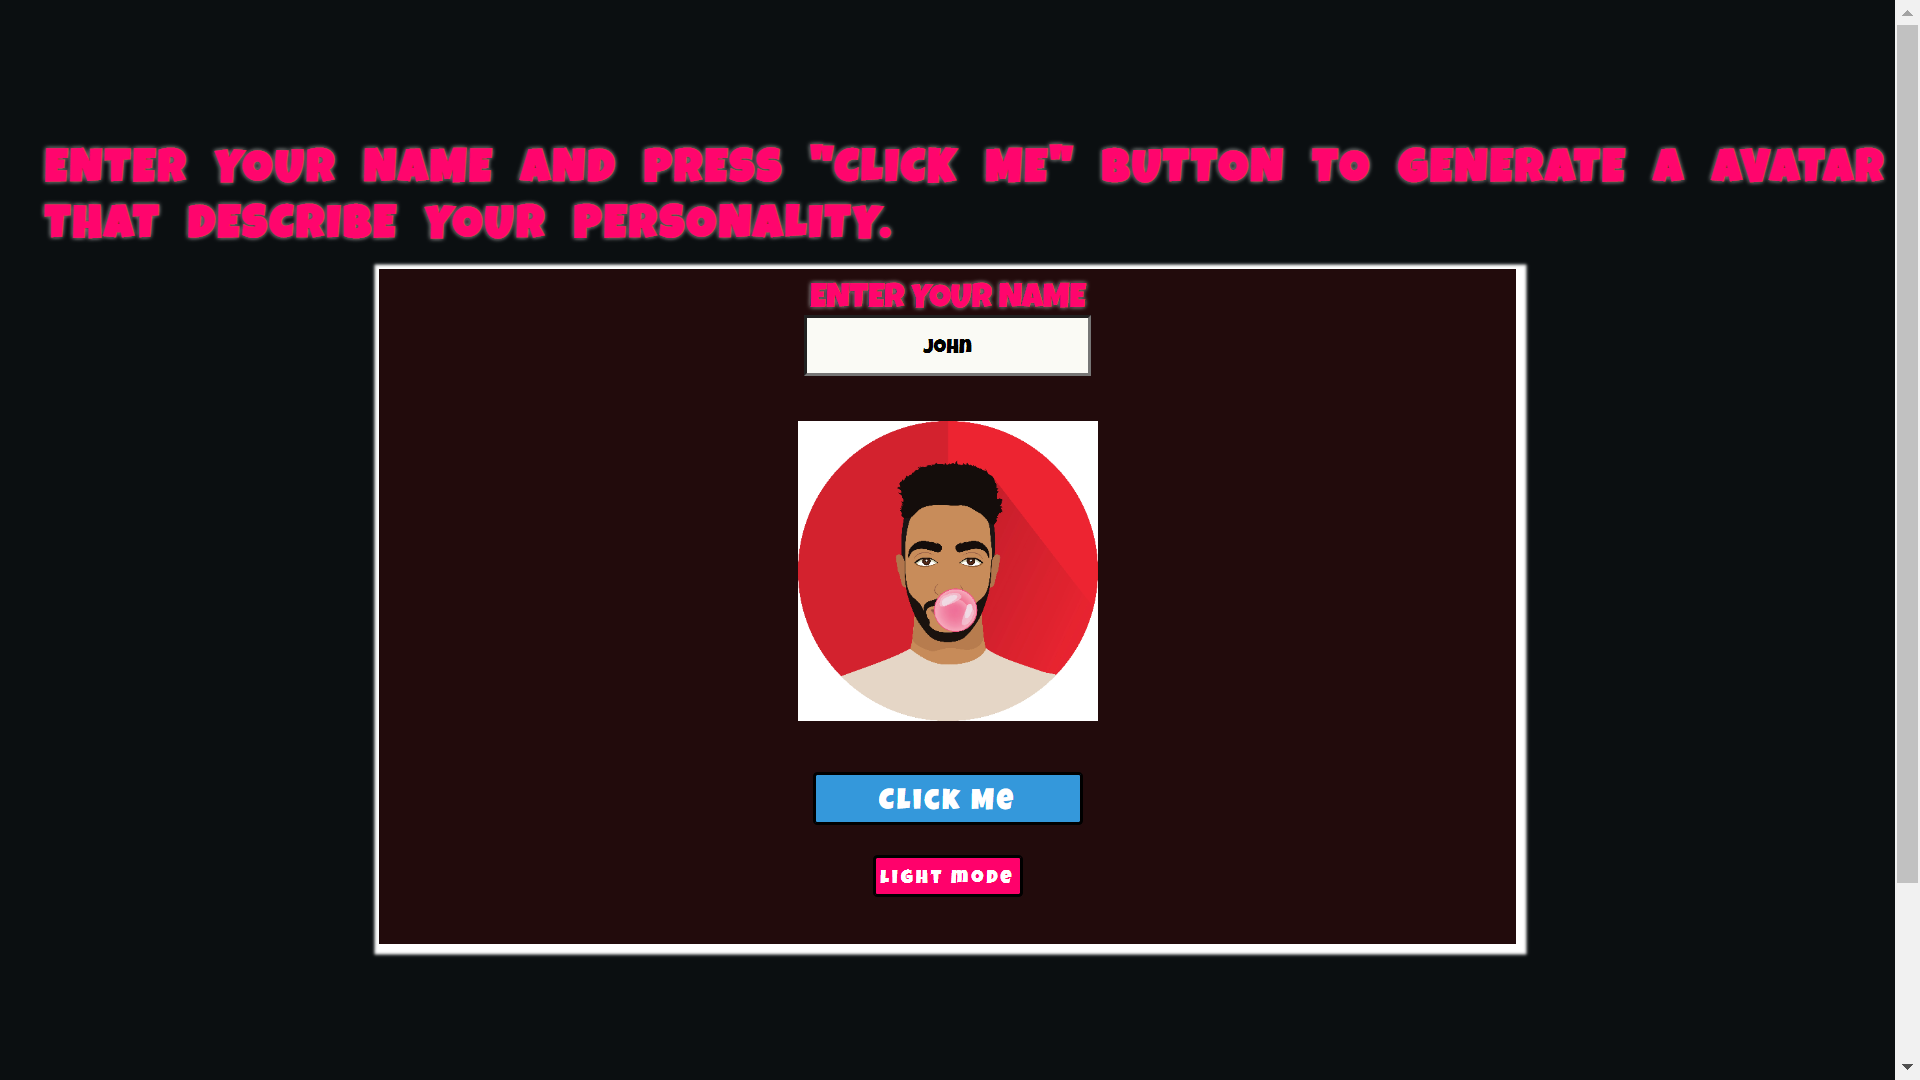 ENTER YOUR NAME AND PRESS "CLICK ME" BUTTON TO GENERATE A AVATAR
THAT DESCRIBE YOUR PERSONALITY.
ENTER YOUR NAME
John
Click Me
Light mode